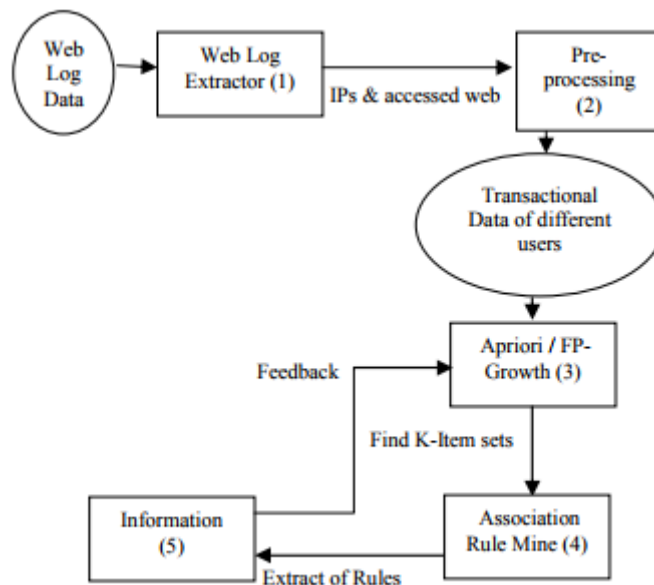 Web
Log
Data
Web Log
Extractor (1)
IPs & accessed web
Pre-
processing
(2)
Transactional
Data of different
users
Apriori / FP-
Growth (3)
Feedback
Find K-Item sets
Information
(5)
Association
Rule Mine (4)
Extract of Rules